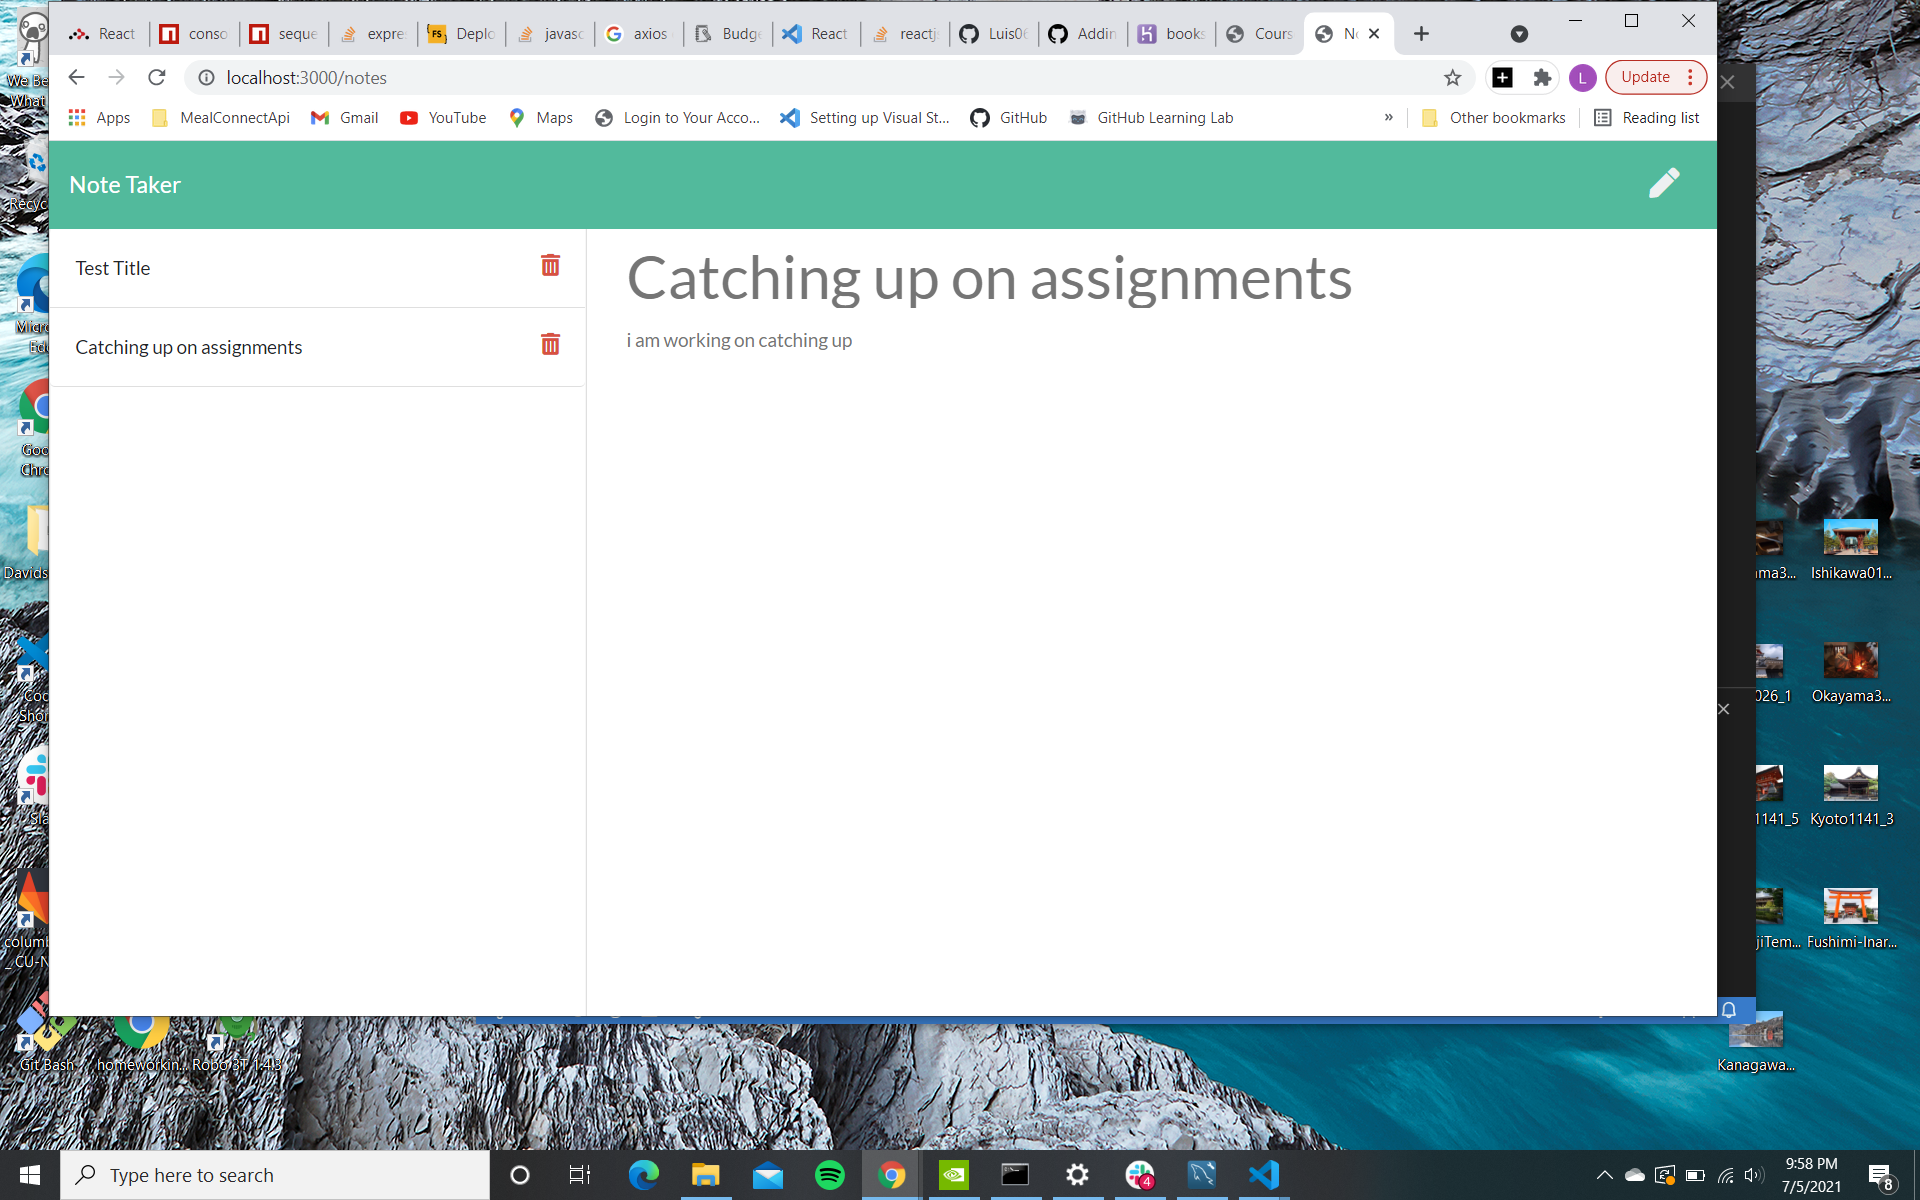 React
conso
seque
expre
Deplo
javasc
axios
Budge
React
reactj
Luis06
Addin
books
Cours
No
localhost:3000/notes
L
Update
Apps
MealConnectApi
Gmail
YouTube
Maps
Login to Your Acco...
Setting up Visual St...
GitHub
GitHub Learning Lab
»
Other bookmarks
Reading list
Note Taker
Test Title
Catching up on assignments
Catching up on assignments
i am working on catching up
We Be
What
Recyc
Micro
Ed
Goo
Chro
Davids
Cod
Shor
Sla
columb
_CU-N
Git Bash
homeworkin...
Robo 3T 1.4.3
ma3...
Ishikawa01...
026_1
Okayama3...
1141_5
Kyoto1141_3
jiTem...
Fushimi-Inar...
Kanagawa...
Type here to search
4
9:58 PM
7/5/2021
8